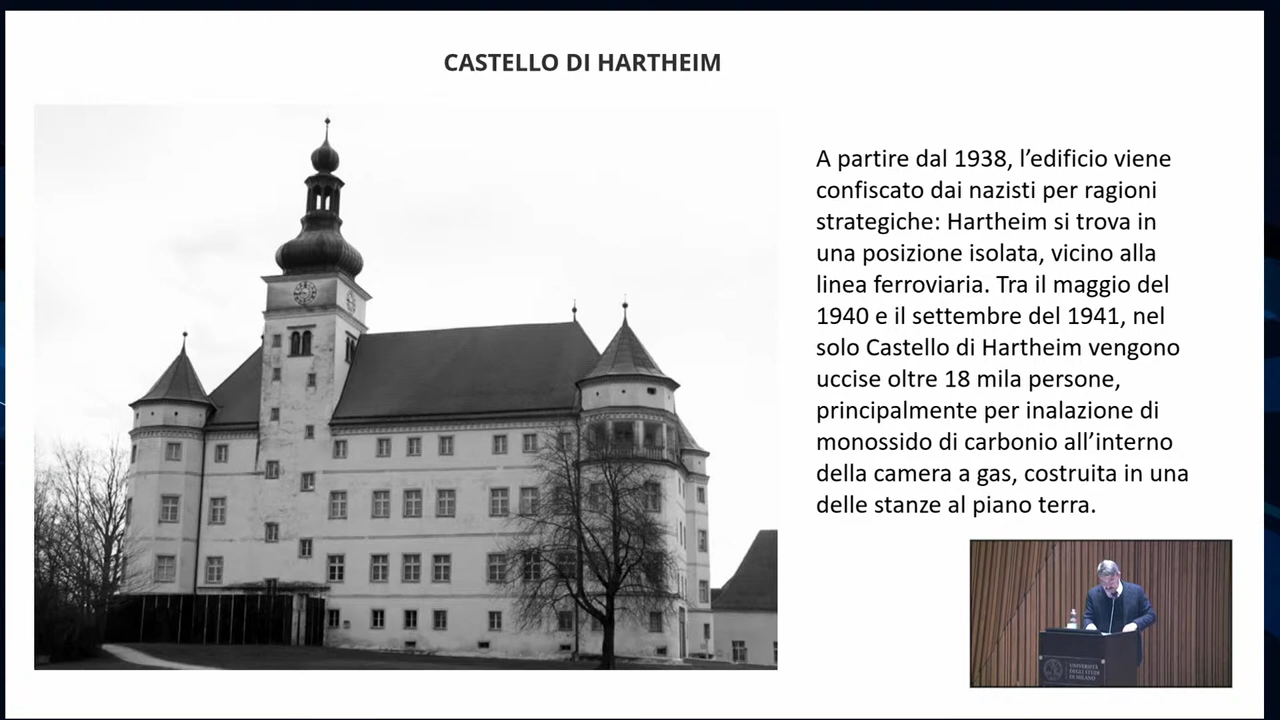 CASTELLO DI HARTHEIM
A partire dal 1938, l’edificio viene
confiscato dai nazisti per ragioni
strategiche: Hartheim si trova in
una posizione isolata, vicino alla
linea ferroviaria. Tra il maggio del
1940 e il settembre del 1941, nel
solo Castello di Hartheim vengono
uccise oltre 18 mila persone,
principalmente per inalazione di
monossido di carbonio all’interno
della camera a gas, costruita in una
delle stanze al piano terra.
UNIVERSITÀ
DEGLI STUDI
DI MILANO